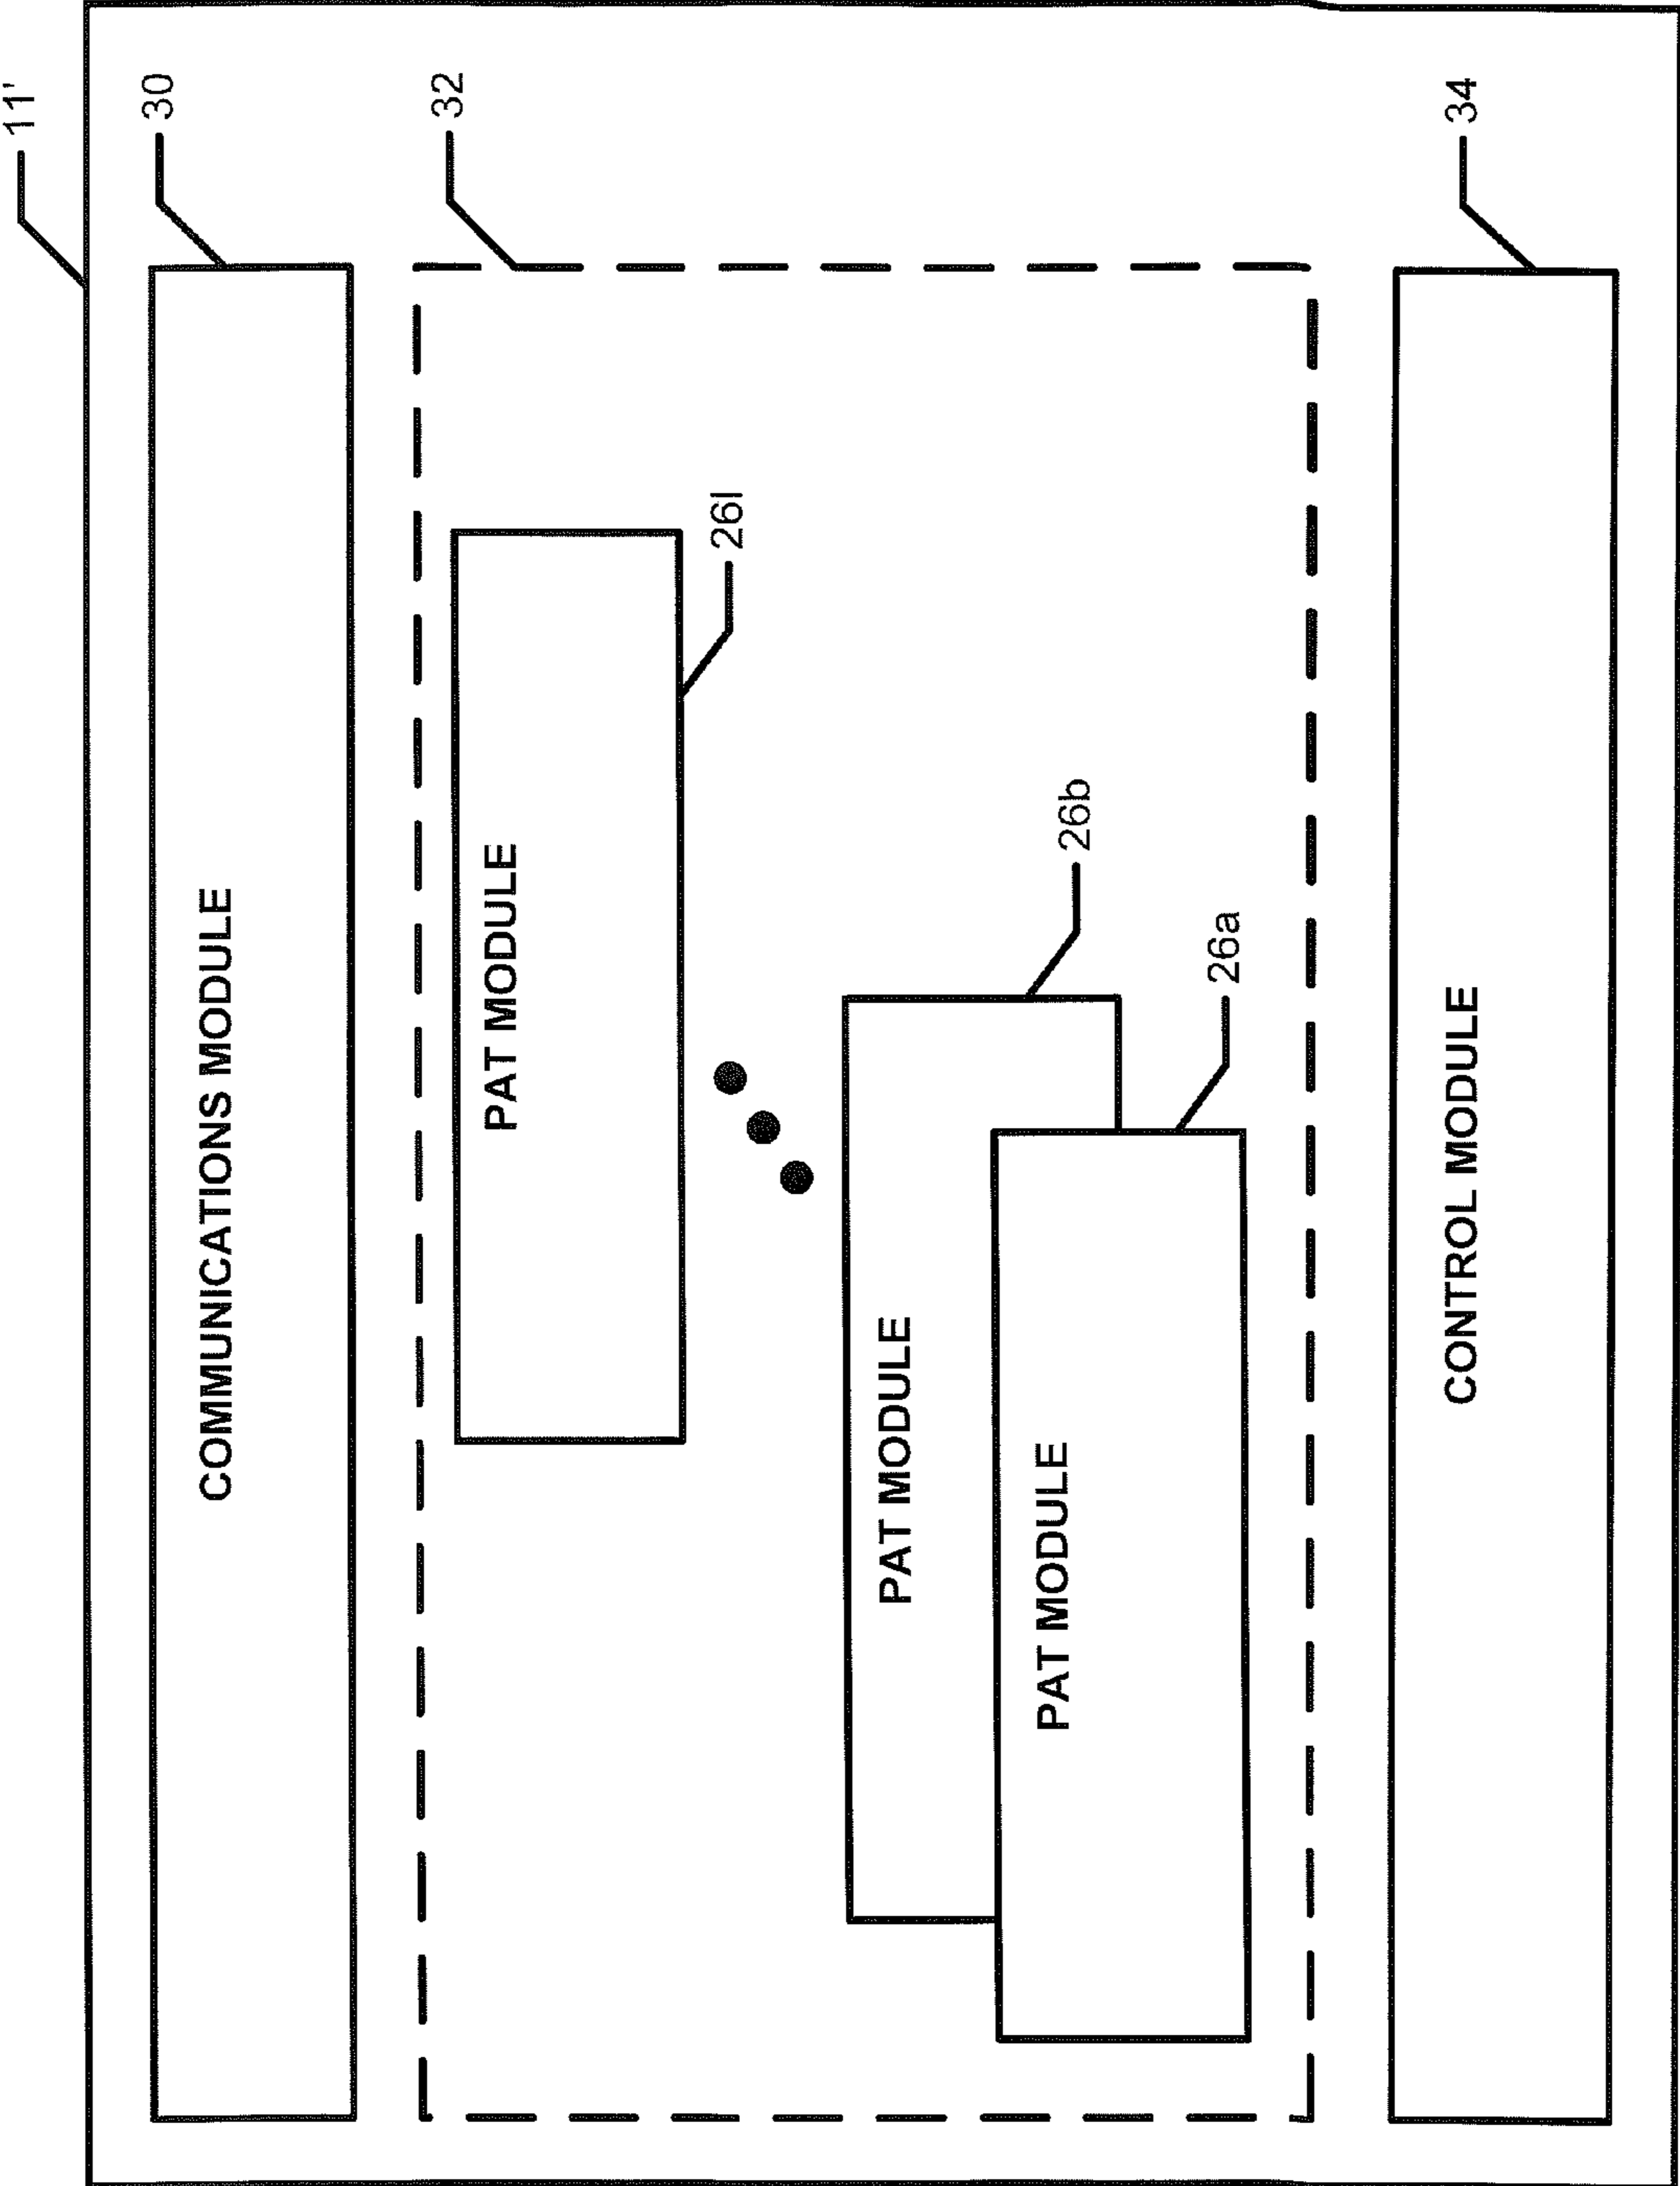 11'
30
COMMUNICATIONS MODULE
32
PAT MODULE
26l
PAT MODULE
26b
PAT MODULE
26a
34
CONTROL MODULE